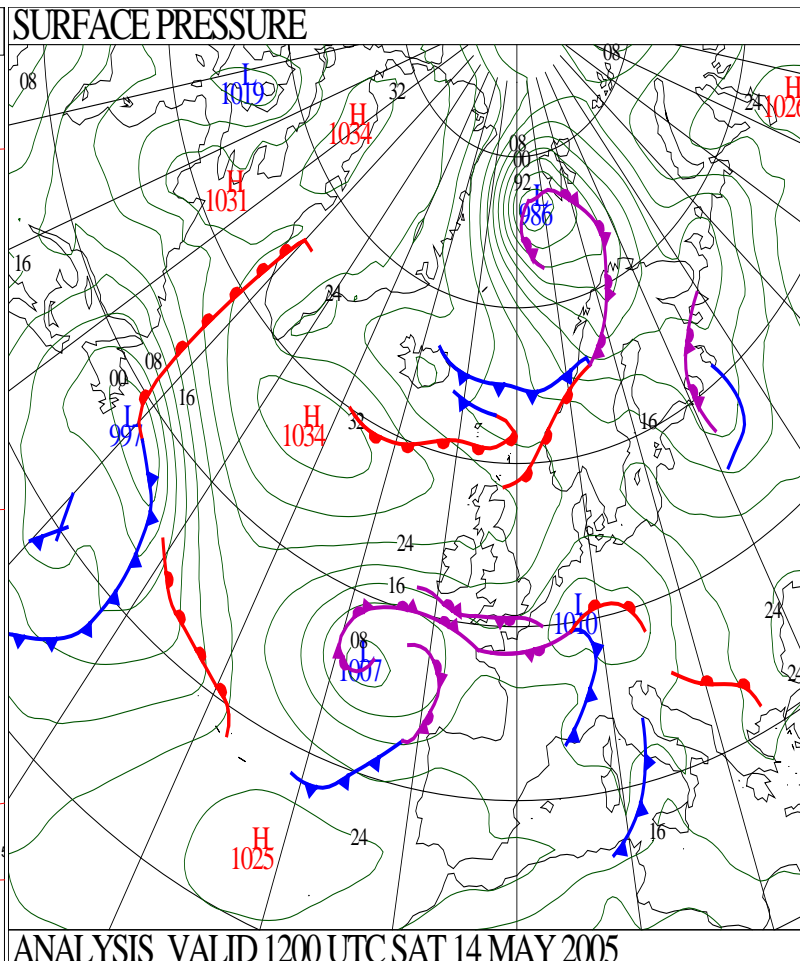 SURFACE PRESSURE
08
08
L
1019
32
H
1034
24
H
1026
08
00
92
H
1031
L
986
16
24
08
00
16
L
997
H
1034
32
16
24
16
L
1010
24
08
L
1007
24
H
1025
24
16
ANALYSIS VALID 1200 UTC SAT 14 MAY 2005